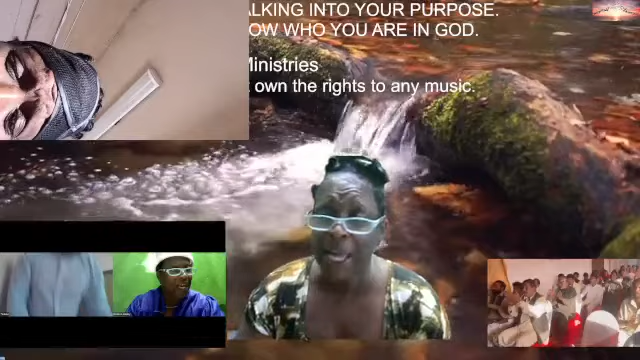 ALKING INTO YOUR PURPOSE.
OW WHO YOU ARE IN GOD.
Ministries
own the rights to any music.